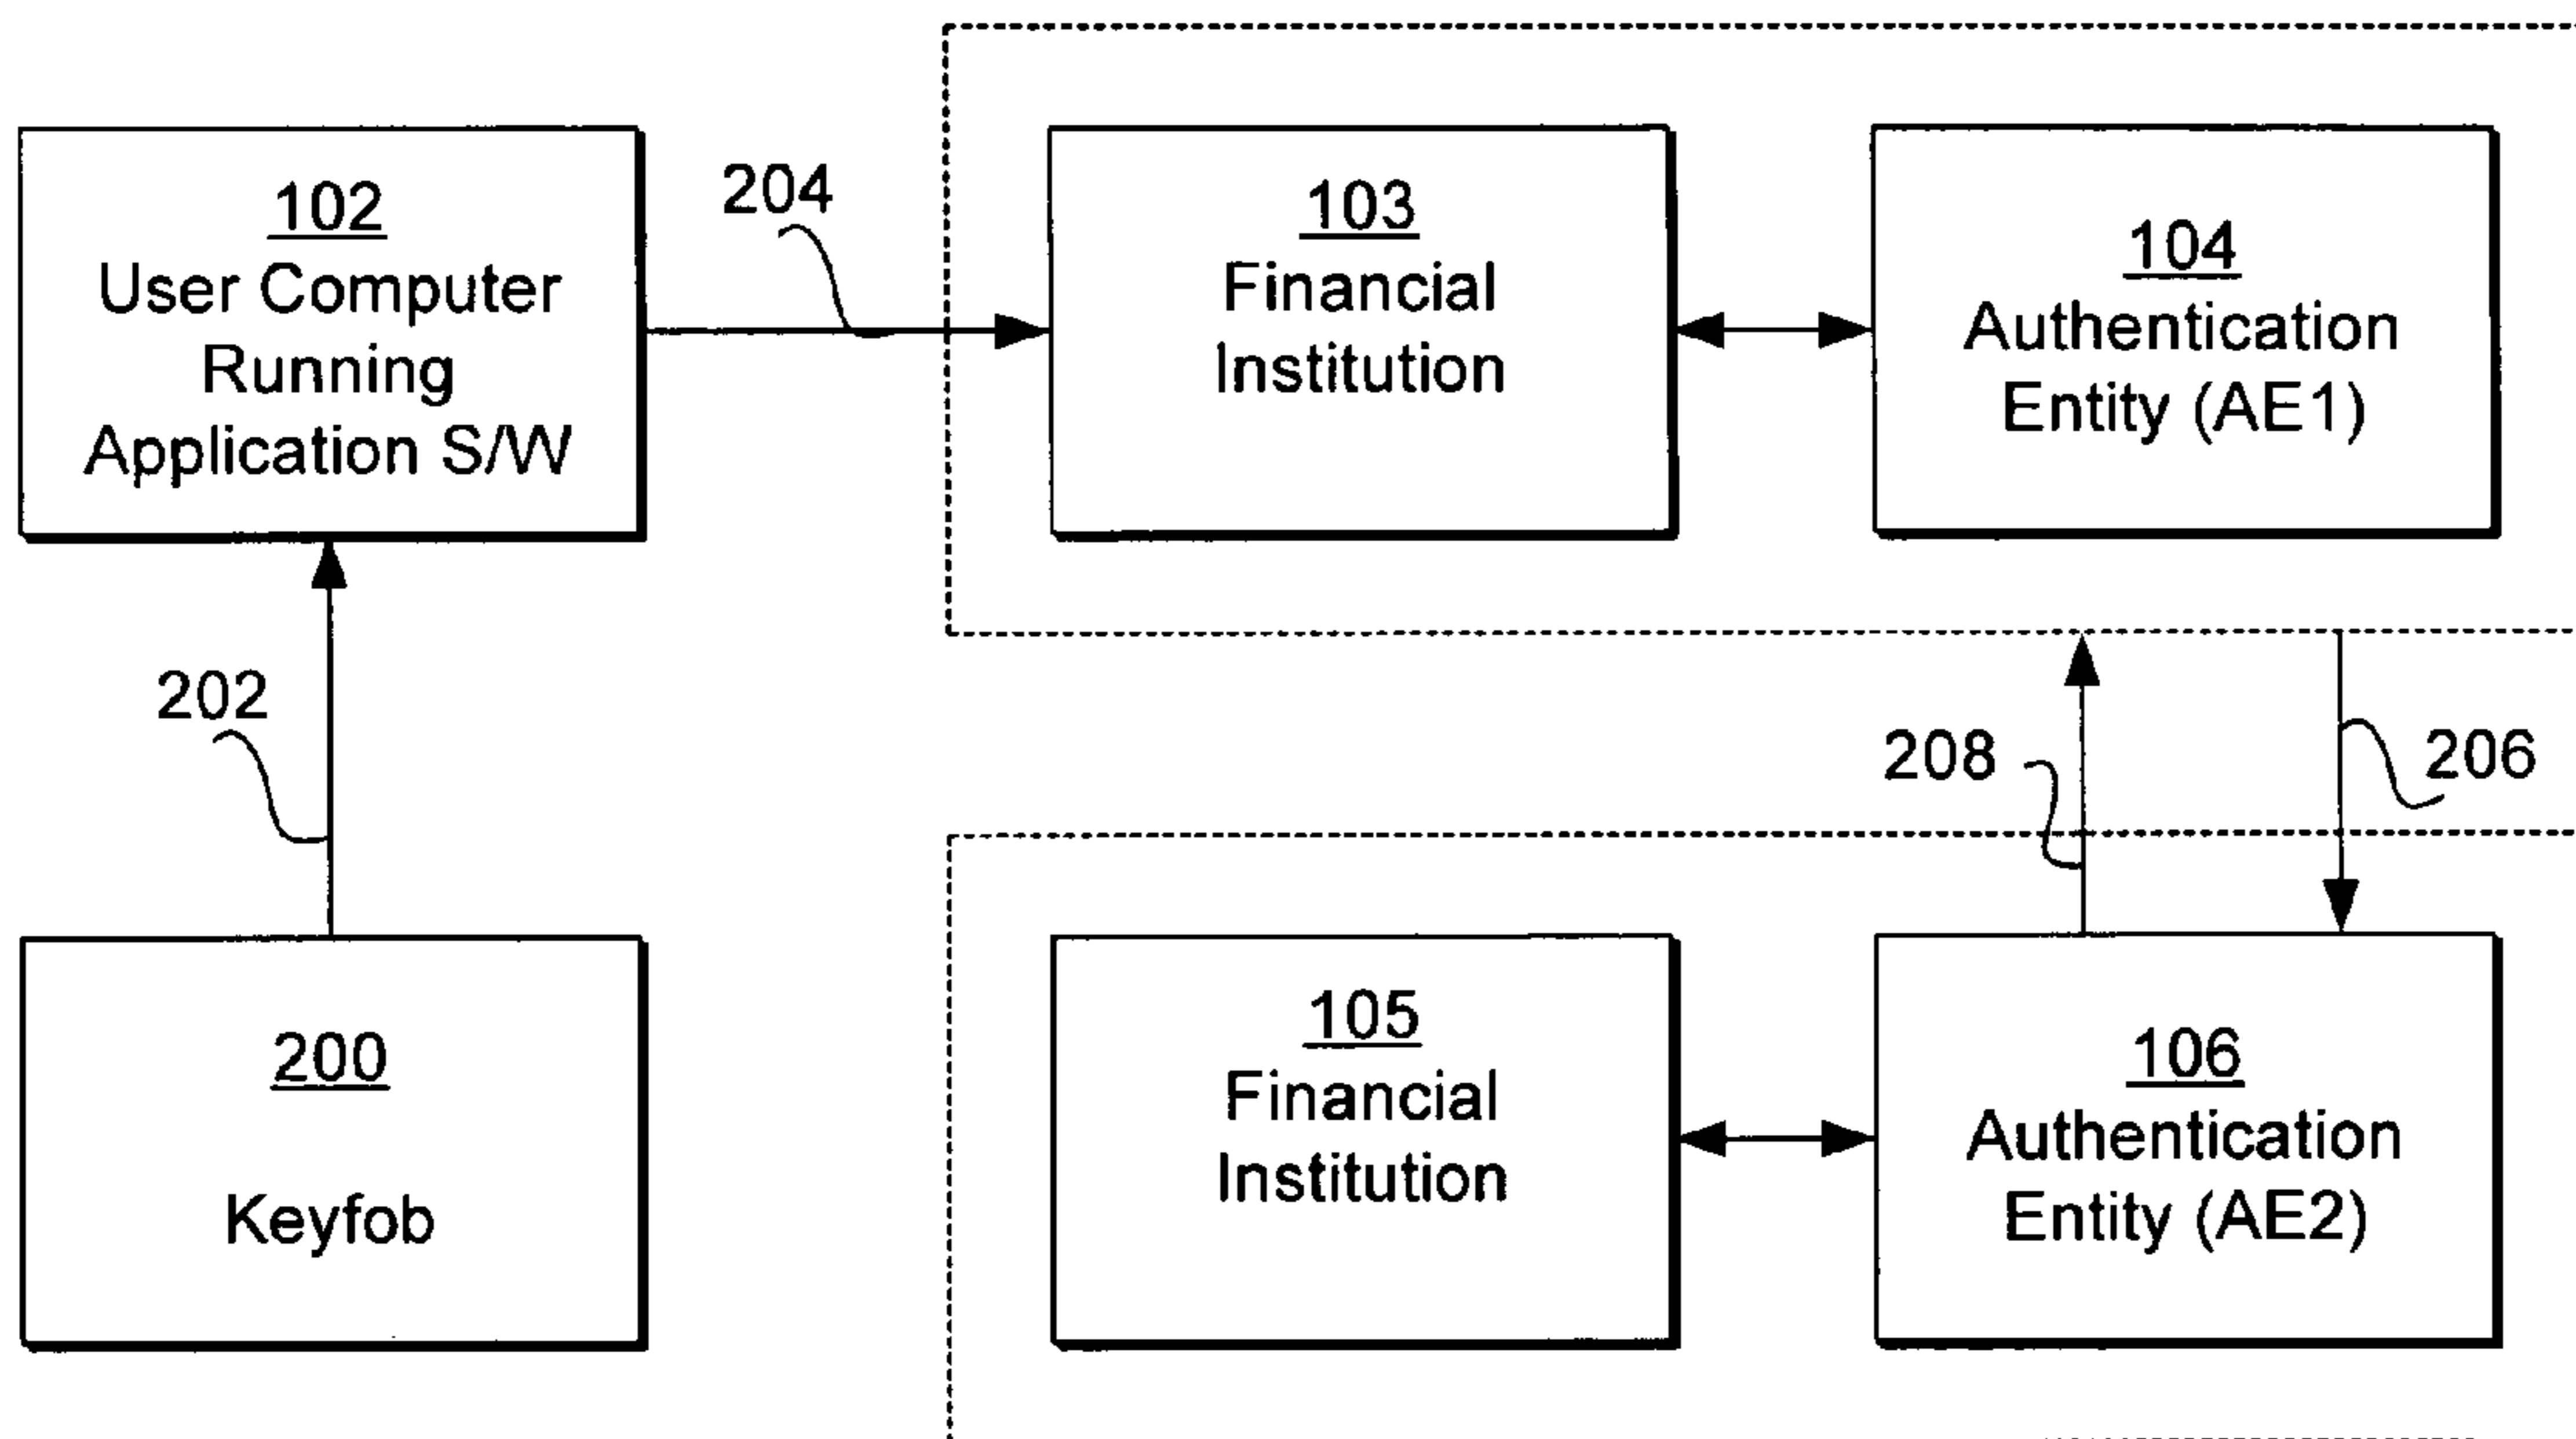 102
User Computer
Running
Application S/W
204
103
Financial
Institution
104
Authentication
Entity (AE1)
202
208
206
200
Keyfob
105
Financial
Institution
106
Authentication
Entity (AE2)